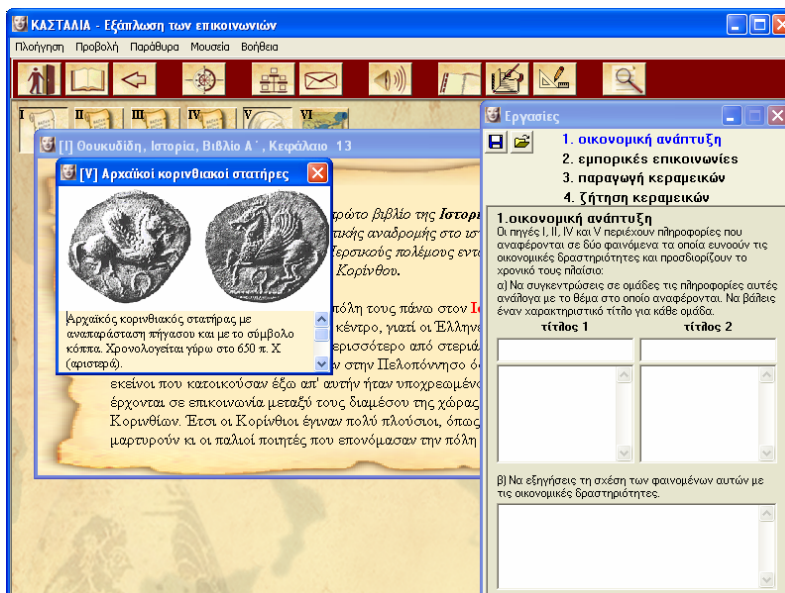 ΚΑΣΤΑΛΙΑ - Εξάπλωση των επικοινωνιών
Πλοήγηση Προβολή Παράθυρα Μουσεία Βοήθεια
I II III IV V VI
[I] Θουκυδίδη, Ιστορία, Βιβλίο Α΄, Κεφάλαιο 13
[V] Αρχαϊκοί κορινθιακοί στατήρες
Αρχαϊκός κορινθιακός στατήρας με
αναπαράσταση πήγασου και με το σύμβολο
κόππα. Χρονολογείται γύρω στο 650 π. Χ
(αριστερά).
πρώτο βιβλίο της Ιστορί
τικής αναδρομής στο ισ
Περσικούς πολέμους εντ
Κορίνθου.
πόλη τους πάνω στον Ισ
κέντρο, γιατί οι Έλλην
περισσότερο από στεριά
ν στην Πελοπόννησο ό
εκείνοι που κατοικούσαν έξω απ' αυτήν ήταν υποχρεωμένο
έρχονται σε επικοινωνία μεταξύ τους διαμέσου της χώρας
Κορινθίων. Έτσι οι Κορίνθιοι έγιναν πολύ πλούσιοι, όπως
μαρτυρούν κι οι παλιοί ποιητές που επονόμασαν την πόλη
Εργασίες
1. οικονομική ανάπτυξη
2. εμπορικές επικοινωνίες
3. παραγωγή κεραμεικών
4. ζήτηση κεραμεικών
1.οικονομική ανάπτυξη
Οι πηγές Ι, ΙΙ, IV και V περιέχουν πληροφορίες που
αναφέρονται σε δύο φαινόμενα τα οποία ευνοούν τις
οικονομικές δραστηριότητες και προσδιορίζουν το
χρονικό τους πλαίσιο:
α) Να συγκεντρώσεις σε ομάδες τις πληροφορίες αυτές
ανάλογα με το θέμα στο οποίο αναφέρονται. Να βάλεις
έναν χαρακτηριστικό τίτλο για κάθε ομάδα.
τίτλος 1 τίτλος 2
β) Να εξηγήσεις τη σχέση των φαινομένων αυτών με
τις οικονομικές δραστηριότητες.